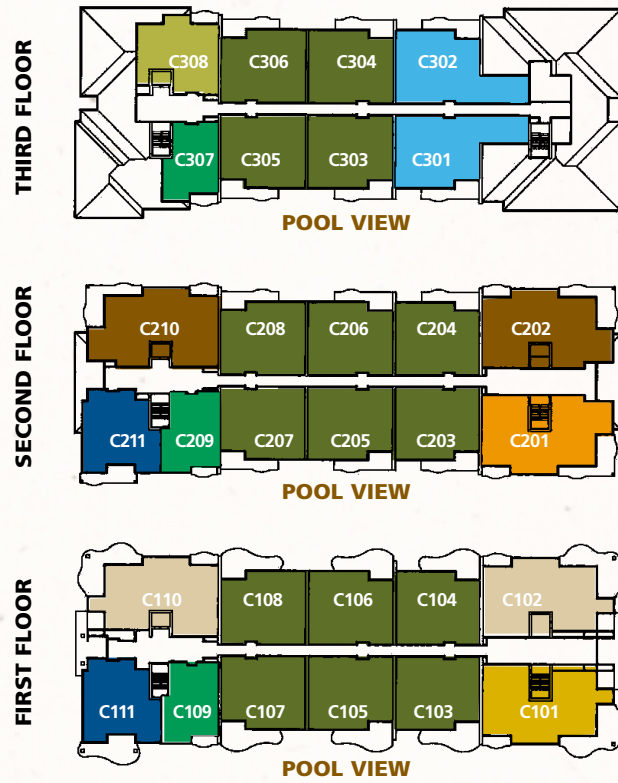 THIRD FLOOR
C308 C306 C304 C302
C307 C305 C303 C301
POOL VIEW
SECOND FLOOR
C210 C208 C206 C204 C202
C211 C209 C207 C205 C203 C201
POOL VIEW
FIRST FLOOR
C110 C108 C106 C104 C102
C111 C109 C107 C105 C103 C101
POOL VIEW